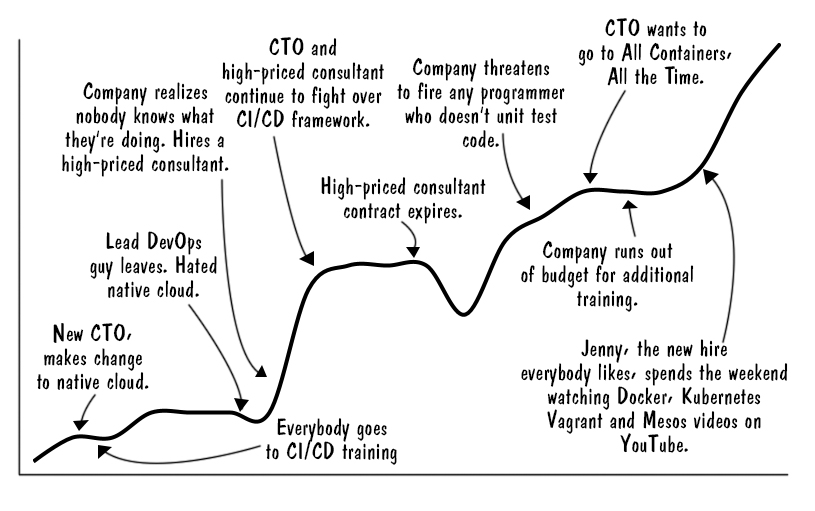 New CTO,
makes change
to native cloud.
Everybody goes
to CI/CD training
Lead DevOps
guy leaves. Hated
native cloud.
Company realizes
nobody knows what
they're doing. Hires a
high-priced consultant.
CTO and
high-priced consultant
continue to fight over
CI/CD framework.
High-priced consultant
contract expires.
Company threatens
to fire any programmer
who doesn't unit test
code.
CTO wants to
go to All Containers,
All the Time.
Company runs out
of budget for additional
training.
Jenny, the new hire
everybody likes, spends the weekend
watching Docker, Kubernetes
Vagrant and Mesos videos on
YouTube.